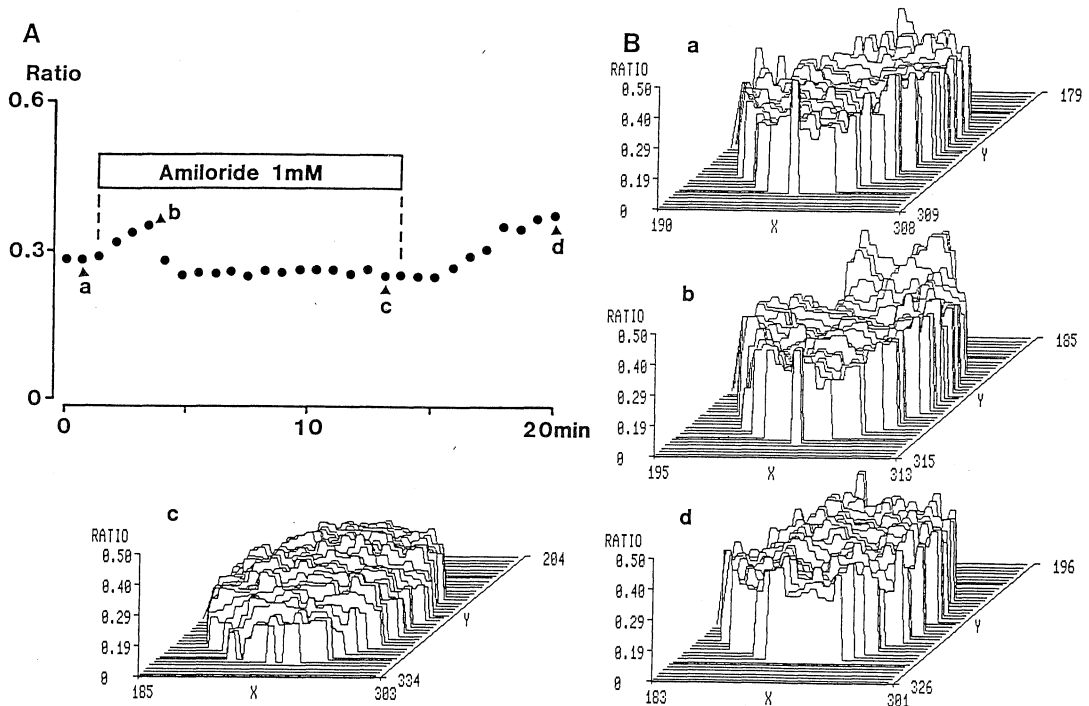 A
Ratio
0.6
0.3
0
Amiloride 1mM
a
b
c
d
0
10
20min
B
a
RATIO
0.50
0.40
0.29
0.19
0
190
X
308
309
Y
179
b
RATIO
0.50
0.40
0.29
0.19
0
195
X
313
315
Y
185
c
RATIO
0.50
0.40
0.29
0.19
0
185
X
303
334
Y
204
d
RATIO
0.50
0.40
0.29
0.19
0
183
X
301
326
Y
196